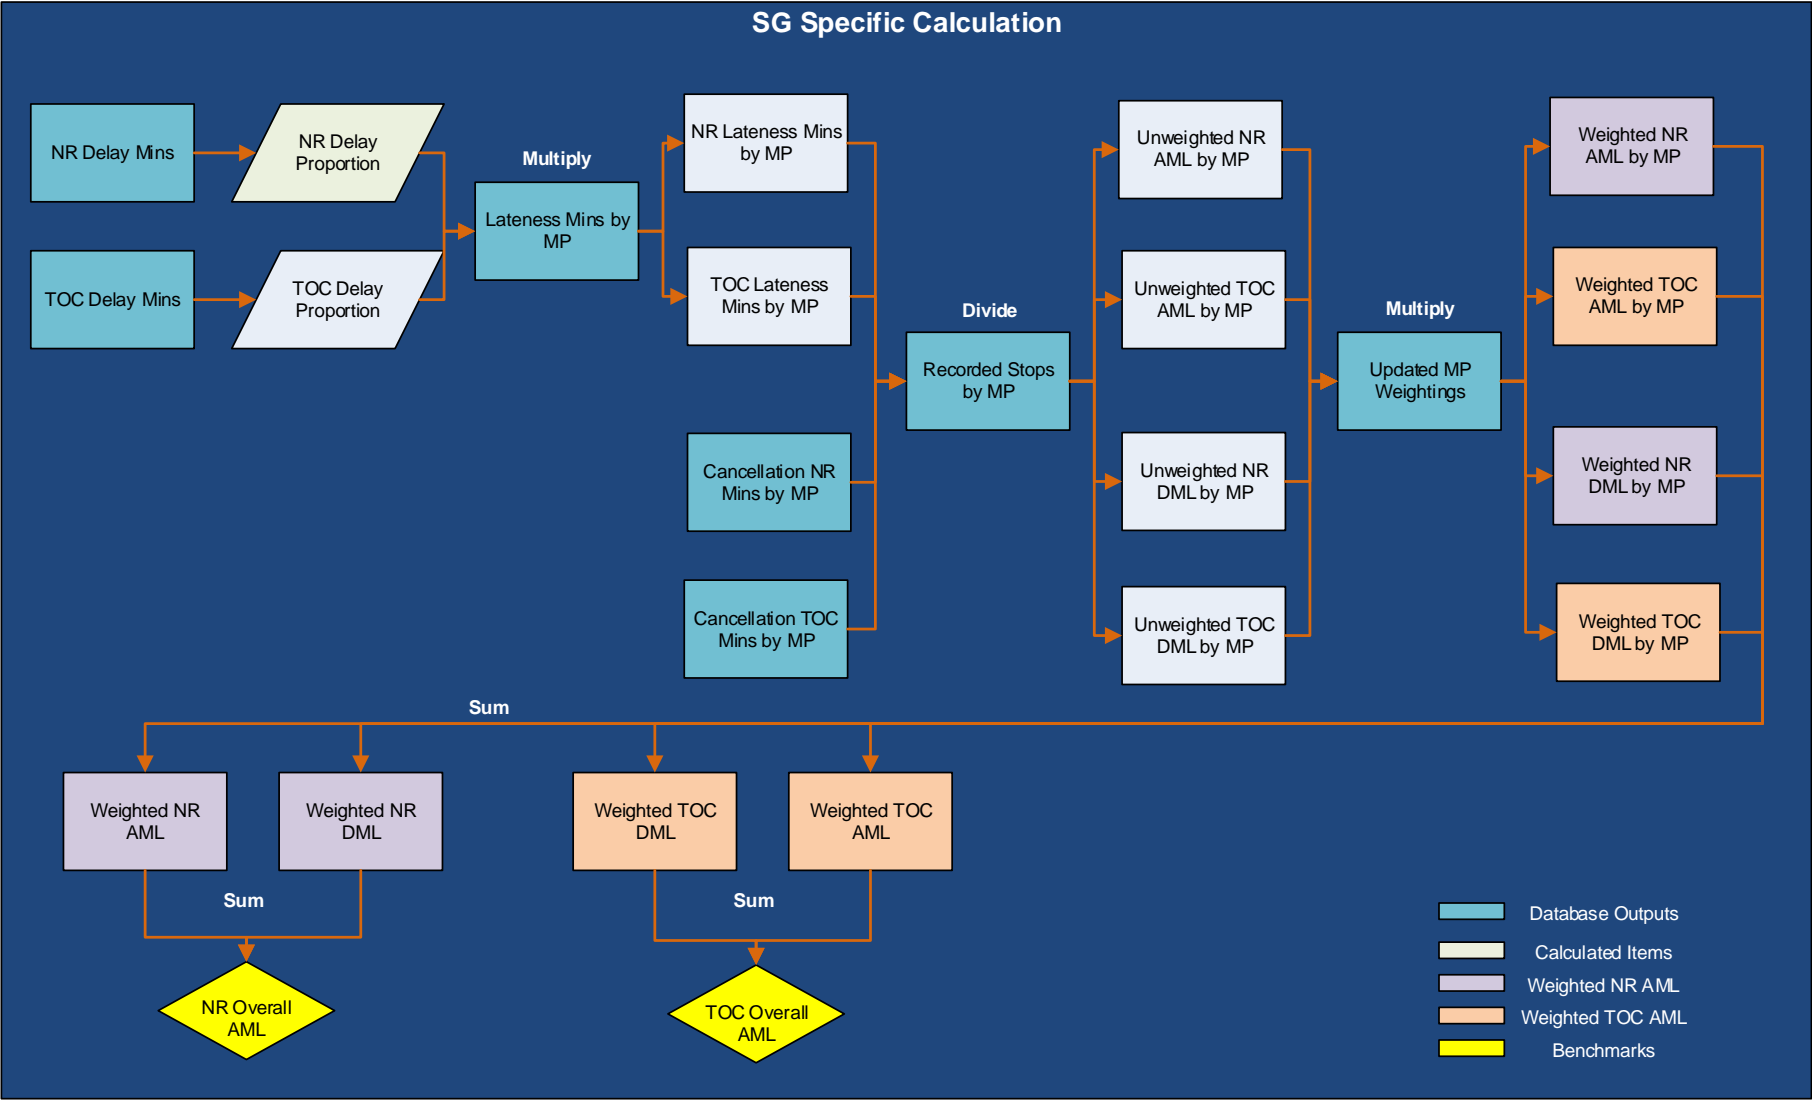 SG Specific Calculation
NR Delay Mins
NR Delay
Proportion
TOC Delay Mins
TOC Delay
Proportion
Multiply
Lateness Mins by
MP
NR Lateness Mins
by MP
TOC Lateness
Mins by MP
Cancellation NR
Mins by MP
Cancellation TOC
Mins by MP
Divide
Recorded Stops
by MP
Unweighted NR
AML by MP
Unweighted TOC
AML by MP
Unweighted NR
DML by MP
Unweighted TOC
DML by MP
Multiply
Updated MP
Weightings
Weighted NR
AML by MP
Weighted TOC
AML by MP
Weighted NR
DML by MP
Weighted TOC
DML by MP
Sum
Weighted NR
AML
Weighted NR
DML
Weighted TOC
DML
Weighted TOC
AML
Sum
Sum
NR Overall
AML
TOC Overall
AML
Database Outputs
Calculated Items
Weighted NR AML
Weighted TOC AML
Benchmarks